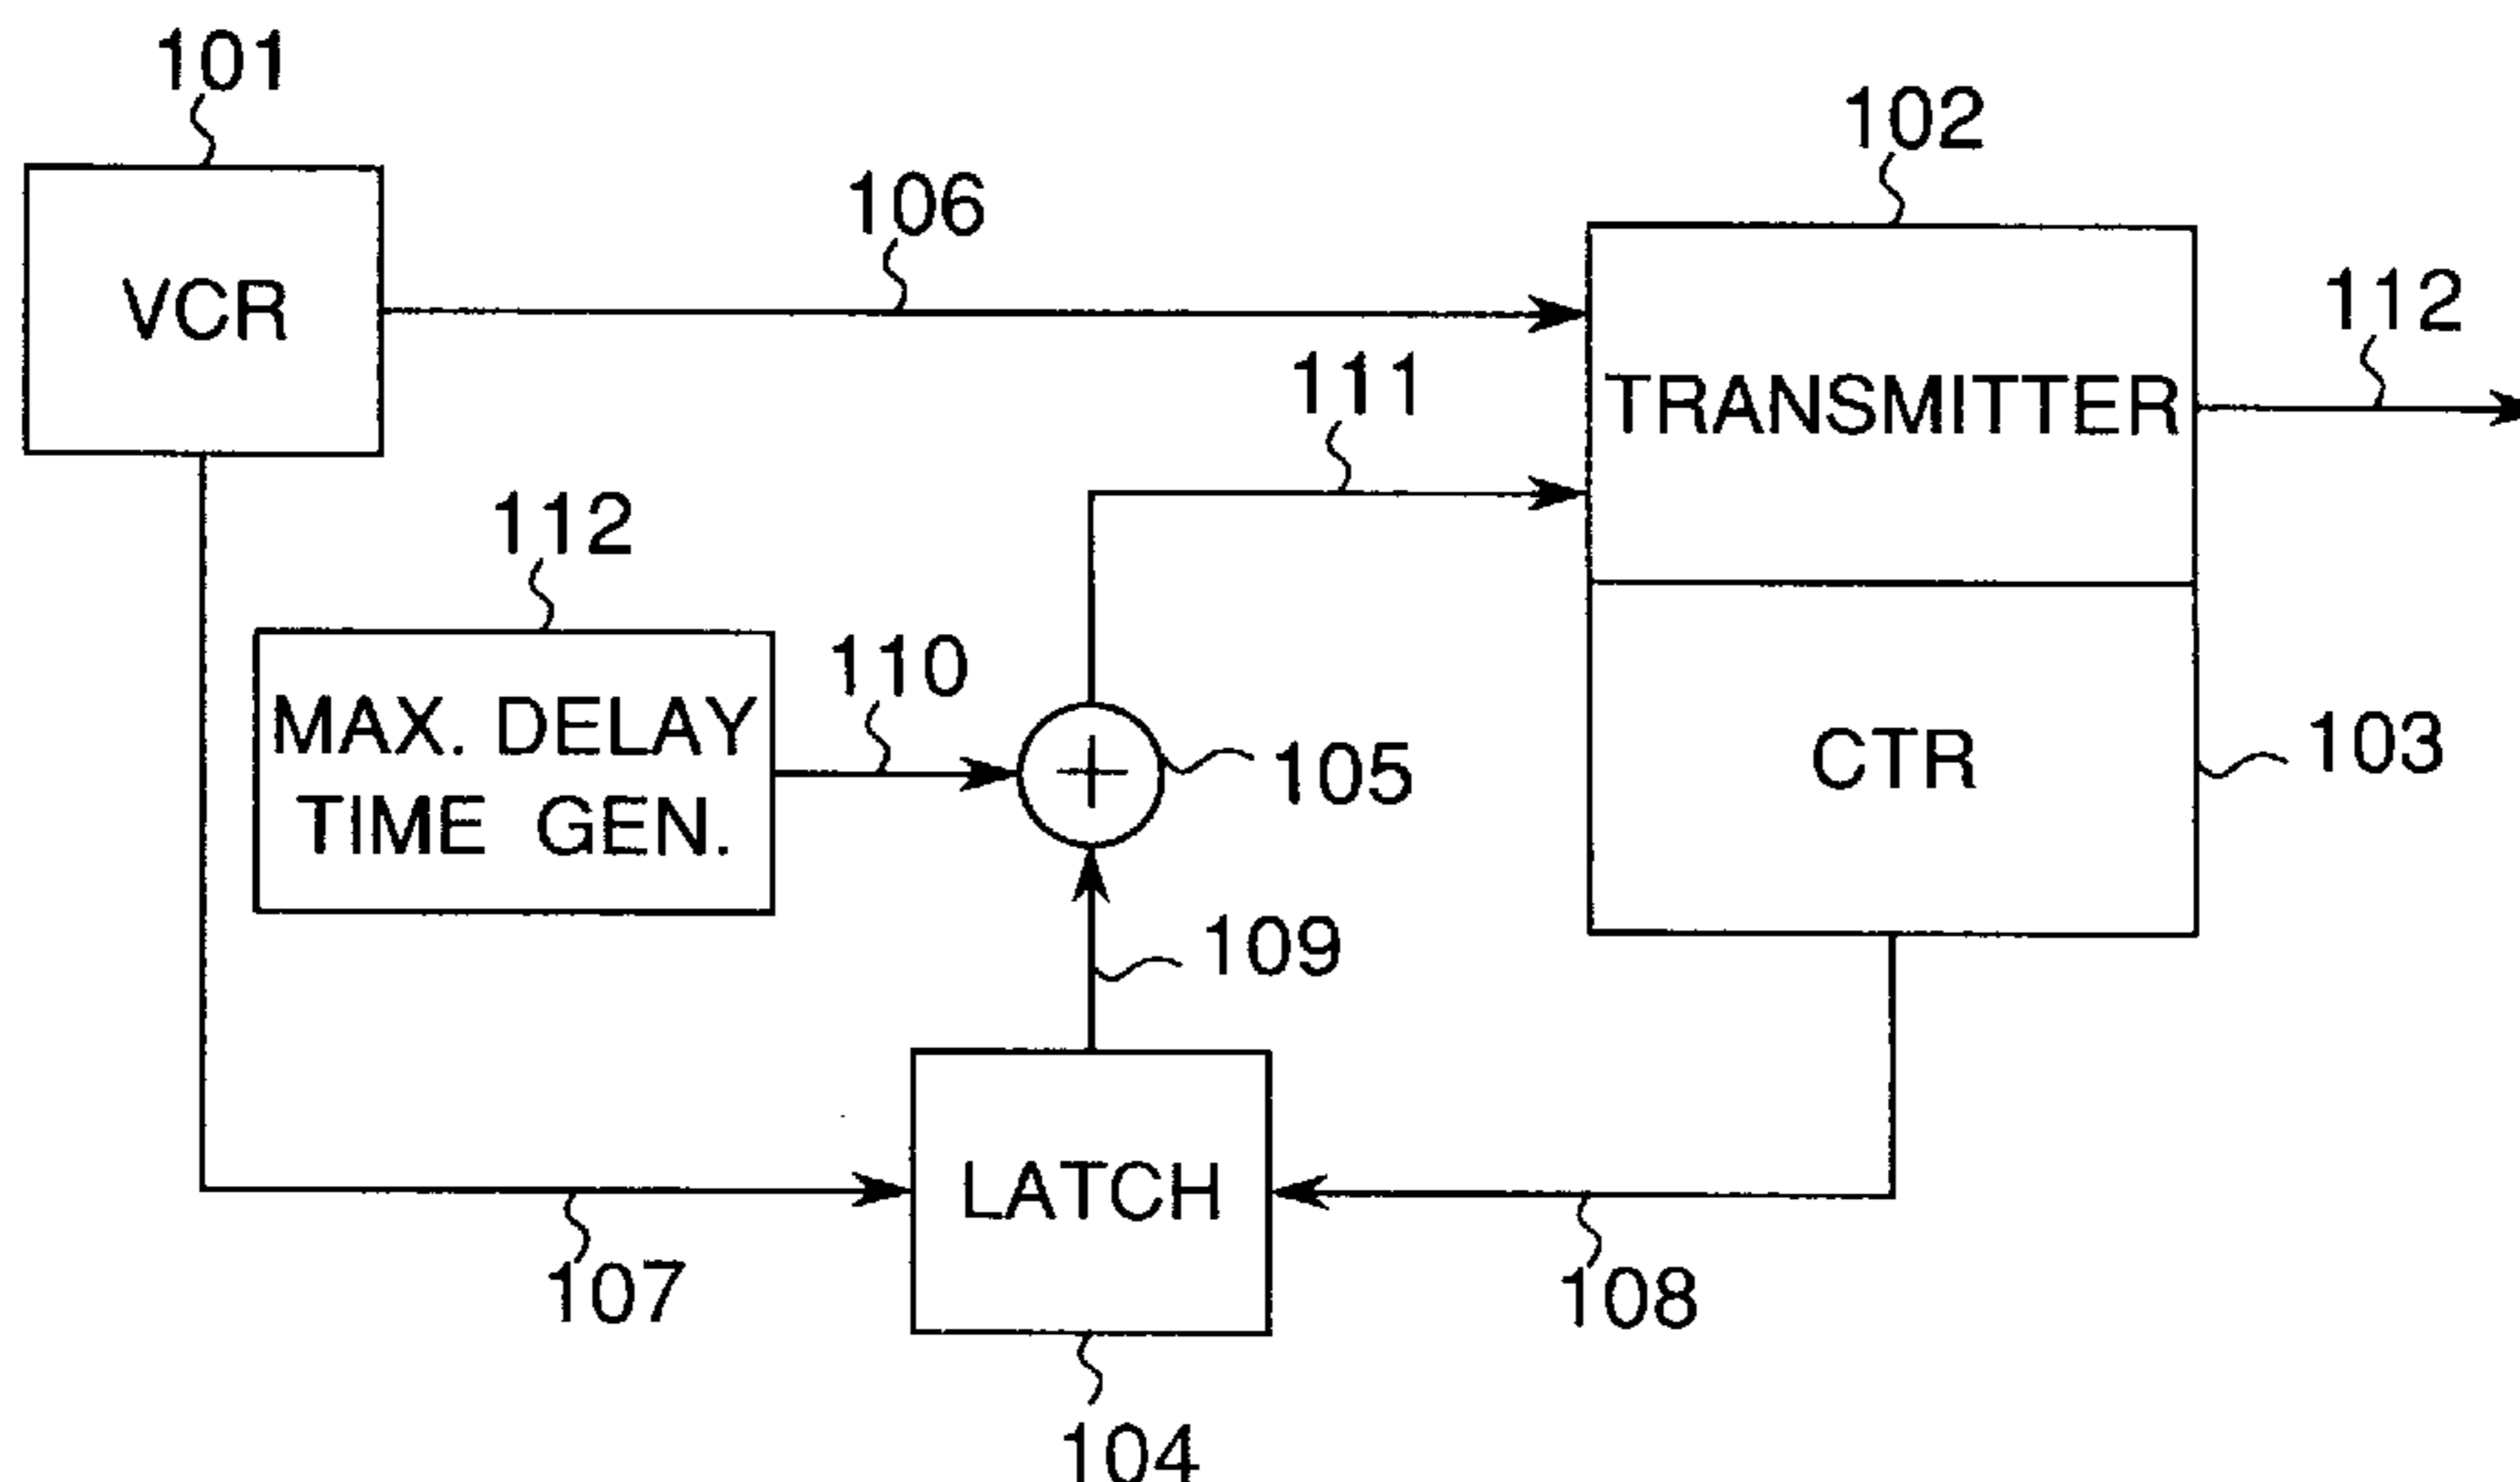 101
102
106
112
VCR
111
TRANSMITTER
112
110
MAX. DELAY
TIME GEN.
+
105
CTR
103
109
LATCH
107
108
104